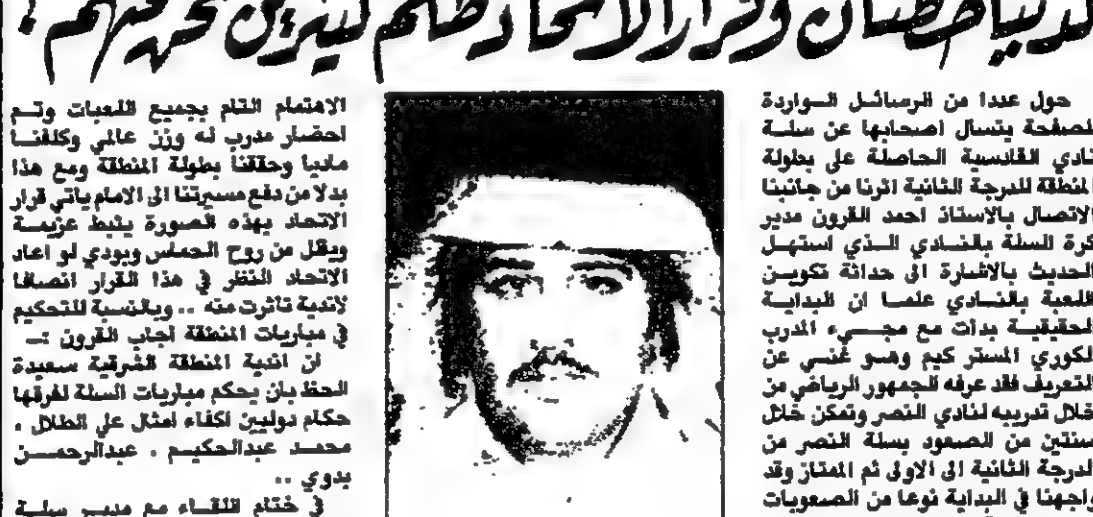 وقرار الاتحاد ظلم كبير
حول عددا من الرسائل الواردة
للصفحة يتسال اصحابها عن سلة
نادي القادسية الحاصلة على بطولة
المنطقة للدرجة الثانية اثرنا من جانبنا
الاتصال بالاستاذ احمد القرون مدير
كرة السلة بالنادي الذي استهل
الحديث بالاشارة الى حداثة تكوين
اللعبة بالنادي علما ان البداية
الحقيقية بدات مع مجيء المدرب
الكوري المستر كيم وهو غني عن
التعريف فقد عرفه الجمهور الرياضي من
خلال تدريبه لنادي النصر وتمكن خلال
سنتين من الصعود بسلة النصر من
الدرجة الثانية الى الاولى ثم الممتاز وقد
واجهنا في البداية نوعا من الصعوبات
الاهتمام التام بجميع اللعبات وتم
احضار مدرب له وزن عالمي وكلفنا
ماديا وحققنا بطولة المنطقة ومع هذا
بدلا من دفع مسيرتنا الى الامام ياتي قرار
الاتحاد بهذه الصورة يثبط عزيمة
ويقلل من روح الحماس وبودي لو اعاد
الاتحاد النظر في هذا القرار انصافا
لاندية تاثرت منه .. وبالنسبة للتحكيم
في مباريات المنطقة اجاب القرون :ـ
ان اندية المنطقة الشرقية سعيدة
الحظ بان يحكم مباريات السلة لفرقها
حكام دوليين اكفاء امثال علي الطلال ،
محمد عبدالحكيم ، عبدالرحمن
بدوي ..
في ختام اللقاء مع مدير سلة